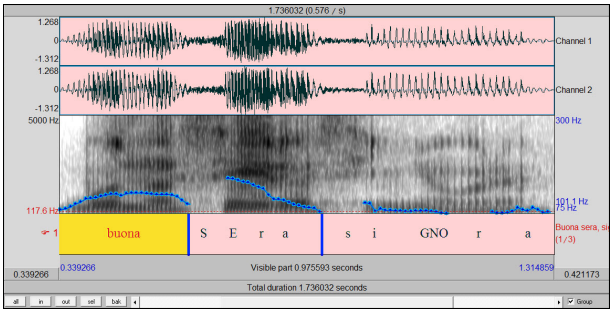 1.736032 (0.576 / s)
1.268
0
-1.312
Channel 1
1.268
0
-1.312
Channel 2
5000 Hz
300 Hz
117.6 Hz
101.1 Hz
75 Hz
1
buona
S E r a
s i GNO r a
Buona sera, si
(1/3)
0.339266
0.339266
Visible part 0.975593 seconds
1.314859
0.421173
Total duration 1.736032 seconds
all in out sel bak
Group